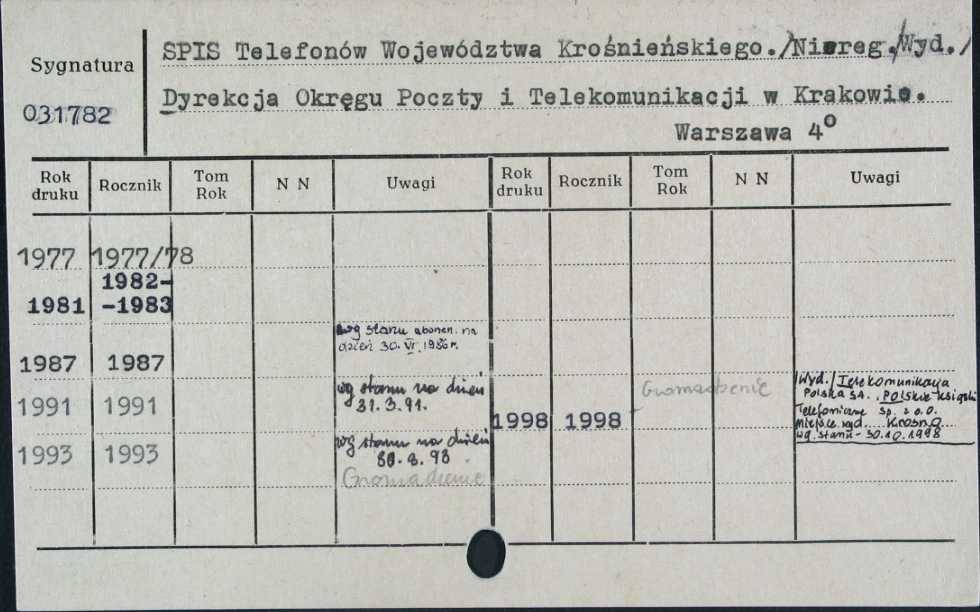 Sygnatura
031782
SPIS Telefonów Województwa Krośnieńskiego./Niereg./Wyd./
Dyrekcja Okręgu Poczty i Telekomunikacji w Krakowie.
Warszawa 4°
Rok druku Rocznik Tom Rok N N Uwagi Rok druku Rocznik Tom Rok N N Uwagi
1977 1977/78
1982-
1981 -1983
wg stanu abonen. na
dzień 30. VI. 1986r.
1987 1987
wg stanu na dzień
1991 1991 31.3.91.
wg stanu na dzień
1993 1993 30.8.93
Gromadzenie
Gromadzenie
1998 1998
/Wyd./Telekomunikacja
Polska SA., Polskie Książki
Telefoniczne Sp. z o.o.
miejsce wyd. Krosno
wg. stanu - 30.10.1998